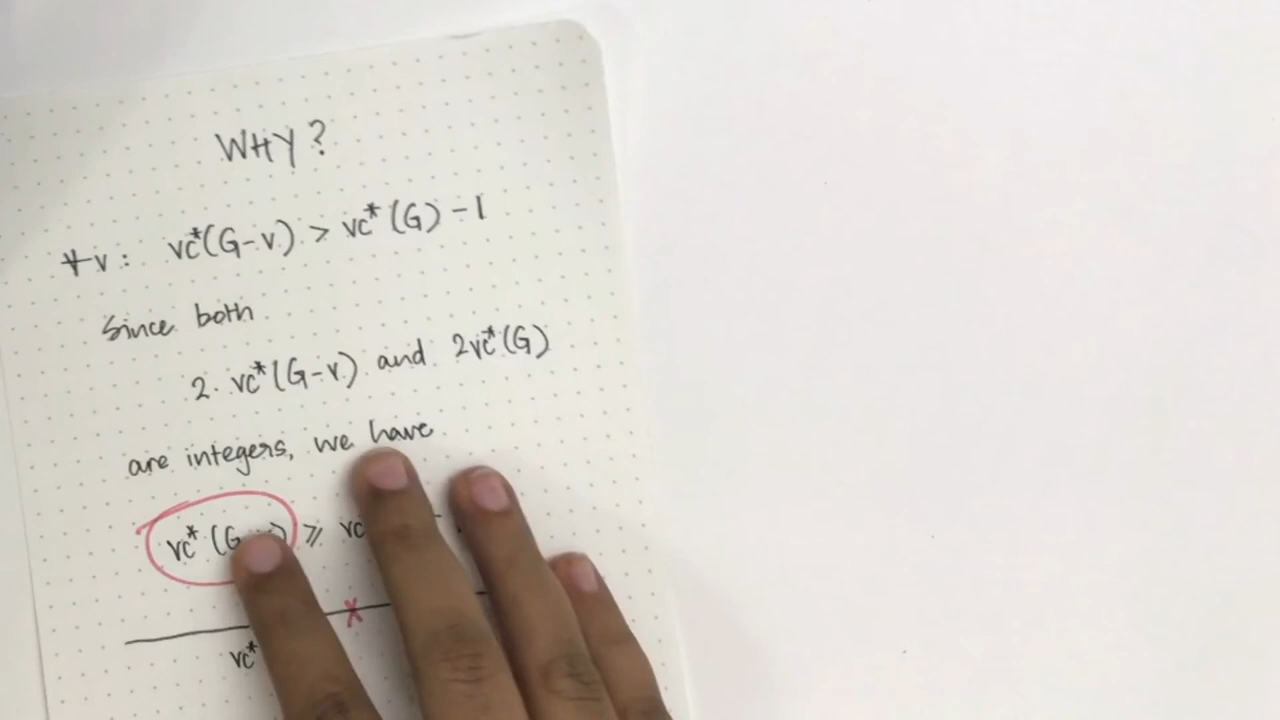 WHY?
∀v: vc*(G-v) > vc*(G) -1
Since both
2. vc*(G-v) and 2vc*(G)
are integers, we have
vc*(G ) ≥ vc
x
vc*